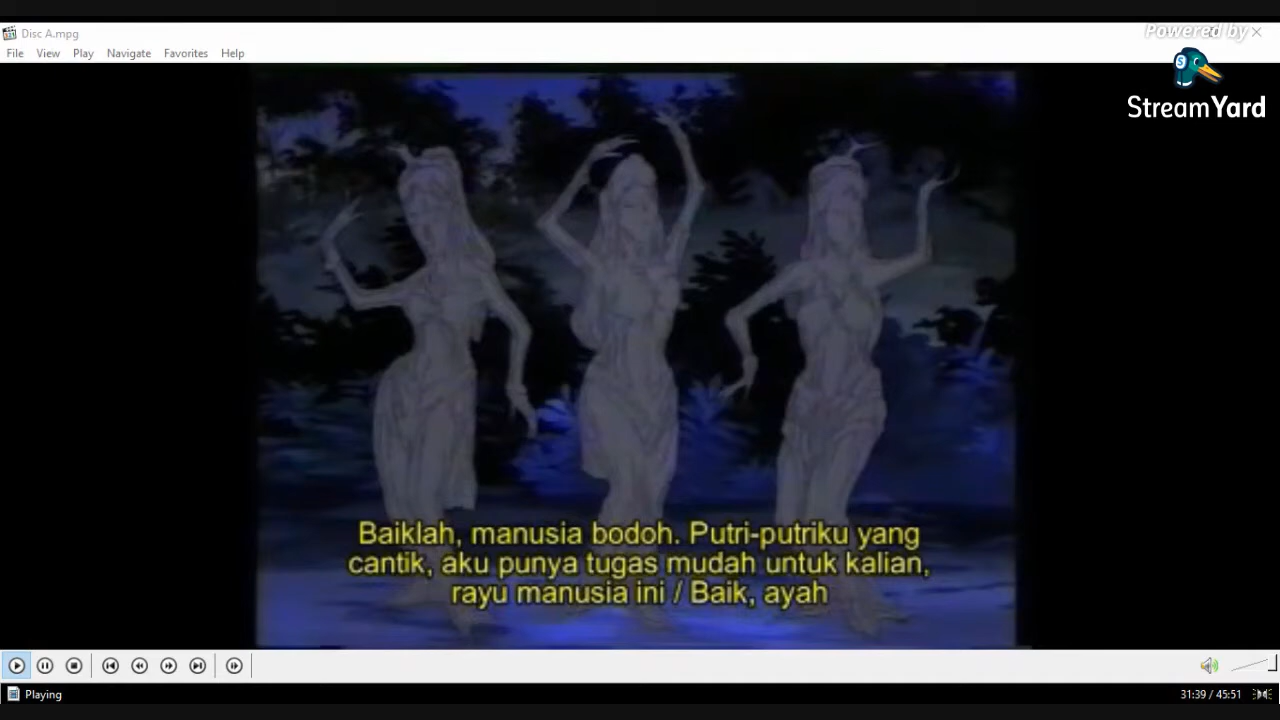 Disc A.mpg
Powered by
File View Play Navigate Favorites Help
S
StreamYard
Baiklah, manusia bodoh. Putri-putriku yang
cantik, aku punya tugas mudah untuk kalian,
rayu manusia ini / Baik, ayah
Playing
31:39 / 45:51